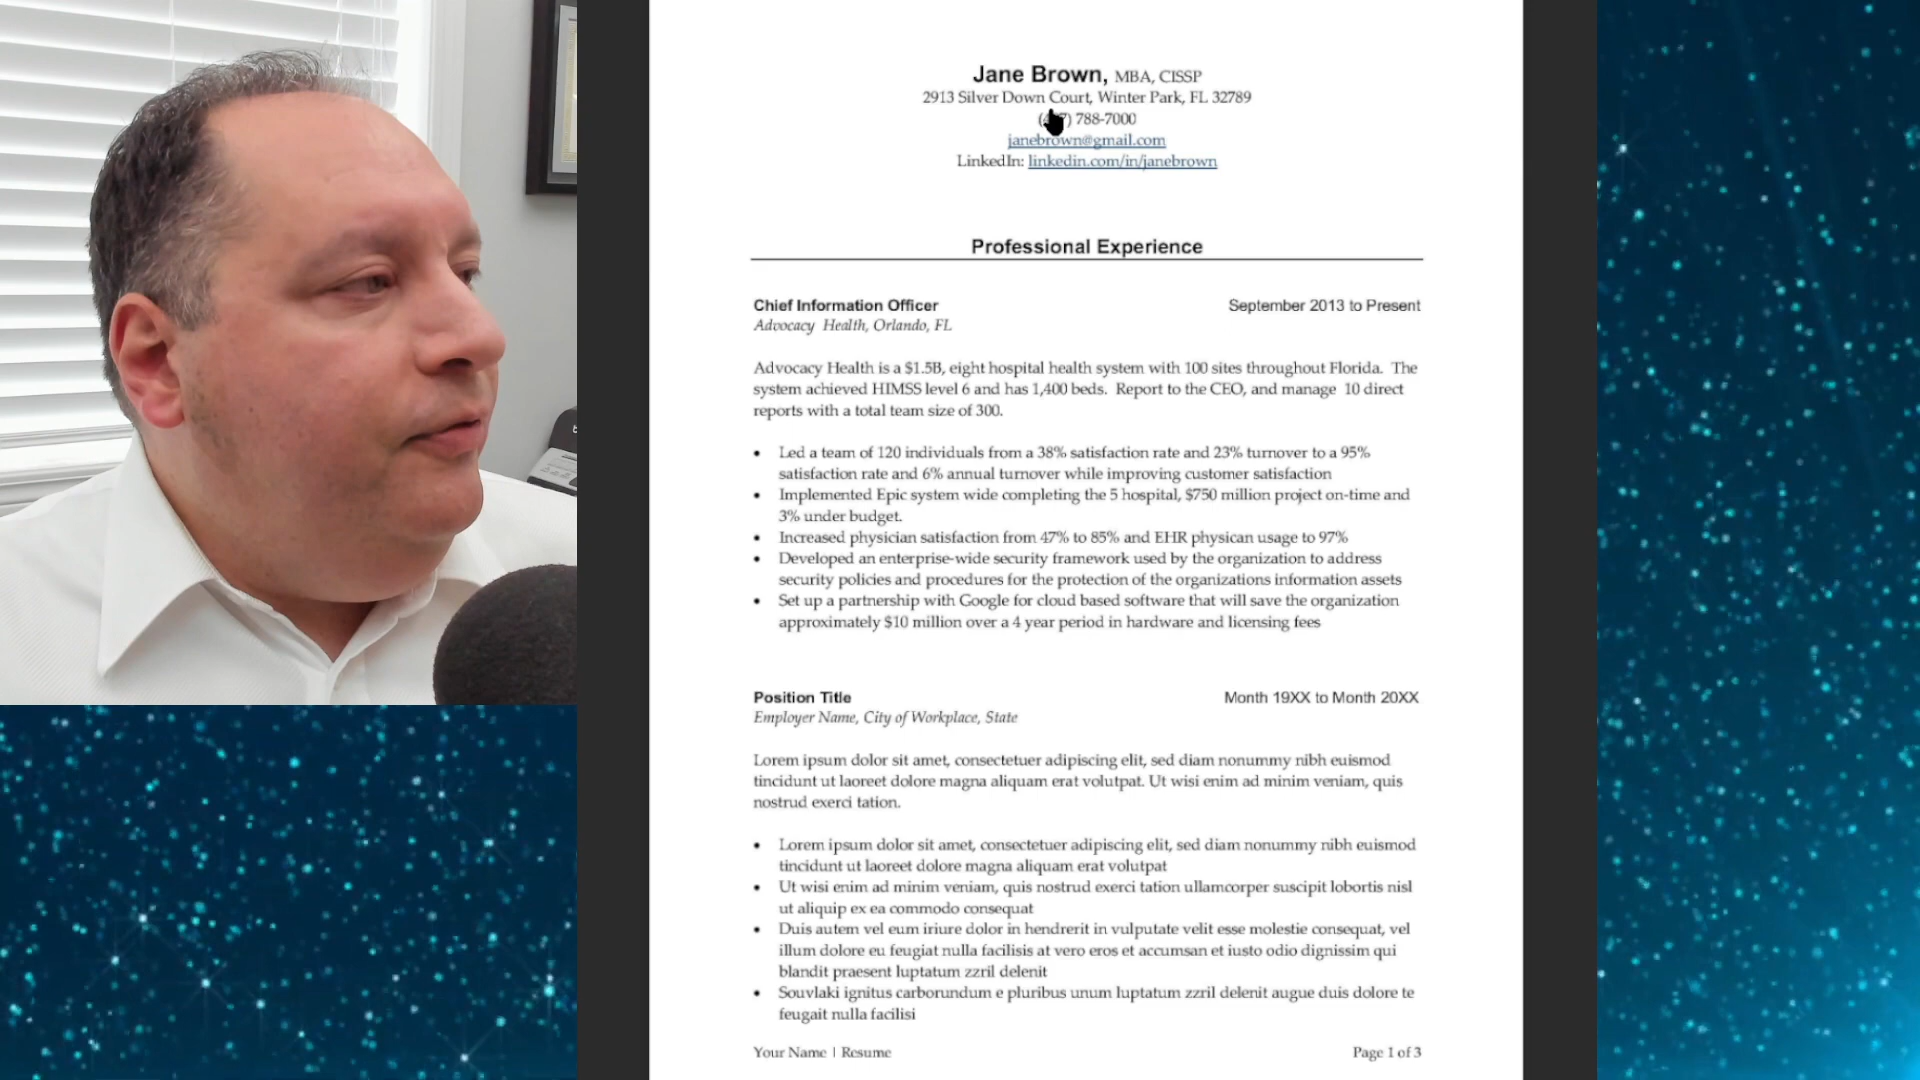 Jane Brown, MBA, CISSP
2913 Silver Down Court, Winter Park, FL 32789
788-7000
janebrown@gmail.com
LinkedIn: linkedin.com/in/janebrown
Professional Experience
Chief Information Officer September 2013 to Present
Advocacy Health, Orlando, FL
Advocacy Health is a $1.5B, eight hospital health system with 100 sites throughout Florida. The
system achieved HIMSS level 6 and has 1,400 beds. Report to the CEO, and manage 10 direct
reports with a total team size of 300.
• Led a team of 120 individuals from a 38% satisfaction rate and 23% turnover to a 95%
satisfaction rate and 6% annual turnover while improving customer satisfaction
• Implemented Epic system wide completing the 5 hospital, $750 million project on-time and
3% under budget.
• Increased physician satisfaction from 47% to 85% and EHR physican usage to 97%
• Developed an enterprise-wide security framework used by the organization to address
security policies and procedures for the protection of the organizations information assets
• Set up a partnership with Google for cloud based software that will save the organization
approximately $10 million over a 4 year period in hardware and licensing fees
Position Title Month 19XX to Month 20XX
Employer Name, City of Workplace, State
Lorem ipsum dolor sit amet, consectetuer adipiscing elit, sed diam nonummy nibh euismod
tincidunt ut laoreet dolore magna aliquam erat volutpat. Ut wisi enim ad minim veniam, quis
nostrud exerci tation.
• Lorem ipsum dolor sit amet, consectetuer adipiscing elit, sed diam nonummy nibh euismod
tincidunt ut laoreet dolore magna aliquam erat volutpat
• Ut wisi enim ad minim veniam, quis nostrud exerci tation ullamcorper suscipit lobortis nisl
ut aliquip ex ea commodo consequat
• Duis autem vel eum iriure dolor in hendrerit in vulputate velit esse molestie consequat, vel
illum dolore eu feugiat nulla facilisis at vero eros et accumsan et iusto odio dignissim qui
blandit praesent luptatum zzril delenit
• Souvlaki ignitus carborundum e pluribus unum luptatum zzril delenit augue duis dolore te
feugait nulla facilisi
Your Name | Resume Page 1 of 3